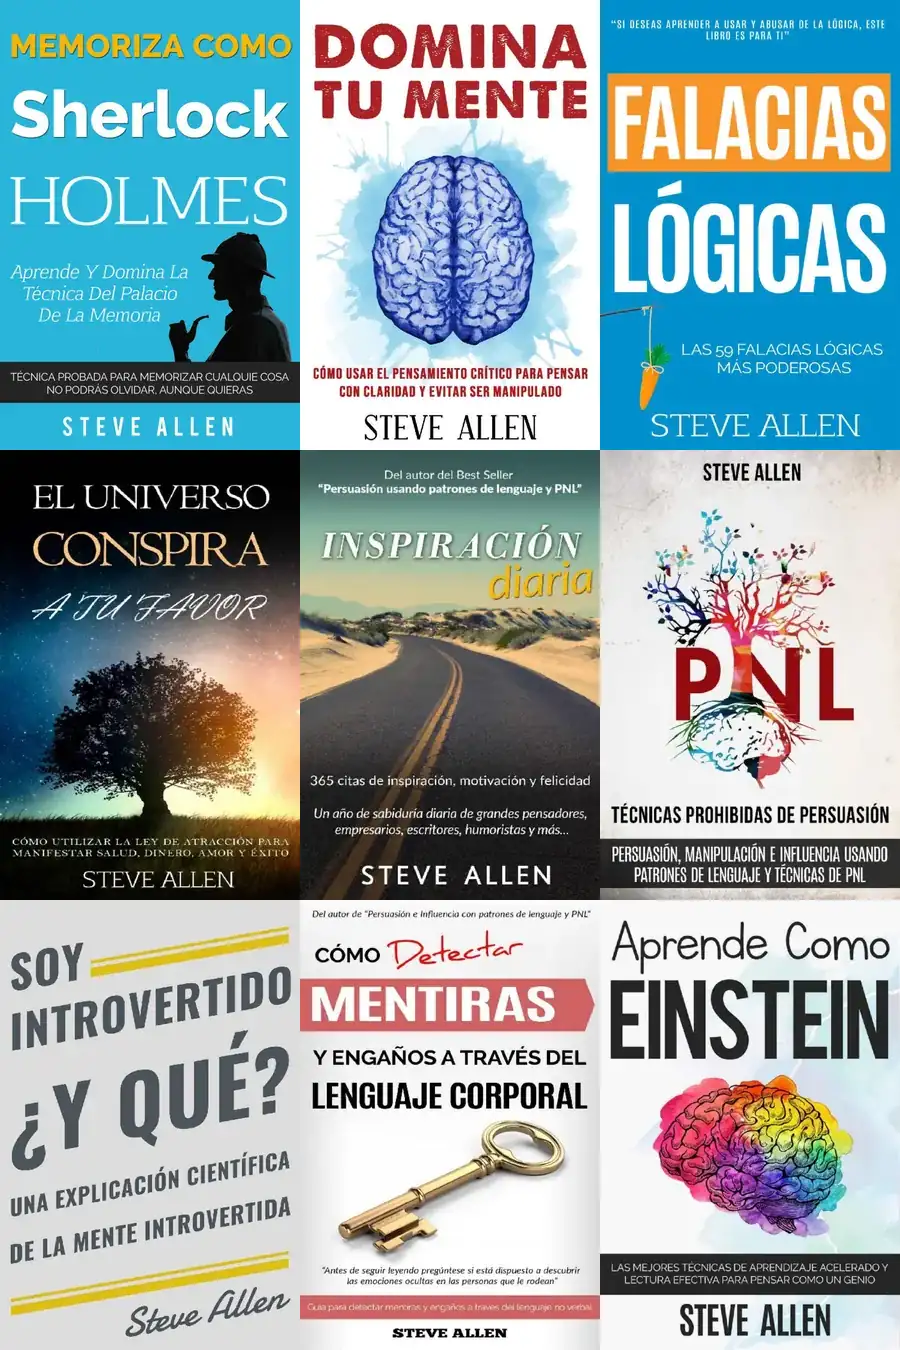 MEMORIZA COMO
Sherlock
HOLMES
Aprende Y Domina La
Técnica Del Palacio
De La Memoria
TÉCNICA PROBADA PARA MEMORIZAR CUALQUIE COSA
NO PODRÁS OLVIDAR, AUNQUE QUIERAS
STEVE ALLEN
DOMINA
TU MENTE
CÓMO USAR EL PENSAMIENTO CRÍTICO PARA PENSAR
CON CLARIDAD Y EVITAR SER MANIPULADO
STEVE ALLEN
"SI DESEAS APRENDER A USAR Y ABUSAR DE LA LÓGICA, ESTE
LIBRO ES PARA TI"
FALACIAS
LÓGICAS
LAS 59 FALACIAS LÓGICAS
MÁS PODEROSAS
STEVE ALLEN
EL UNIVERSO
CONSPIRA
A TU FAVOR
CÓMO UTILIZAR LA LEY DE ATRACCIÓN PARA
MANIFESTAR SALUD, DINERO, AMOR Y ÉXITO
STEVE ALLEN
Del autor del Best Seller
"Persuasión usando patrones de lenguaje y PNL"
INSPIRACIÓN
diaria
365 citas de inspiración, motivación y felicidad
Un año de sabiduría diaria de grandes pensadores,
empresarios, escritores, humoristas y más...
STEVE ALLEN
STEVE ALLEN
PNL
TÉCNICAS PROHIBIDAS DE PERSUASIÓN
PERSUASIÓN, MANIPULACIÓN E INFLUENCIA USANDO
PATRONES DE LENGUAJE Y TÉCNICAS DE PNL
SOY
INTROVERTIDO
¿Y QUÉ?
UNA EXPLICACIÓN CIENTÍFICA
DE LA MENTE INTROVERTIDA
Steve Allen
Del autor de "Persuasión e Influencia con patrones de lenguaje y PNL"
CÓMO Detectar
MENTIRAS
Y ENGAÑOS A TRAVÉS DEL
LENGUAJE CORPORAL
"Antes de seguir leyendo pregúntese si está dispuesto a descubrir
las emociones ocultas en las personas que le rodean"
Guía para detectar mentiras y engaños a través del lenguaje no verbal
STEVE ALLEN
Aprende Como
EINSTEIN
LAS MEJORES TÉCNICAS DE APRENDIZAJE ACELERADO Y
LECTURA EFECTIVA PARA PENSAR COMO UN GENIO
STEVE ALLEN